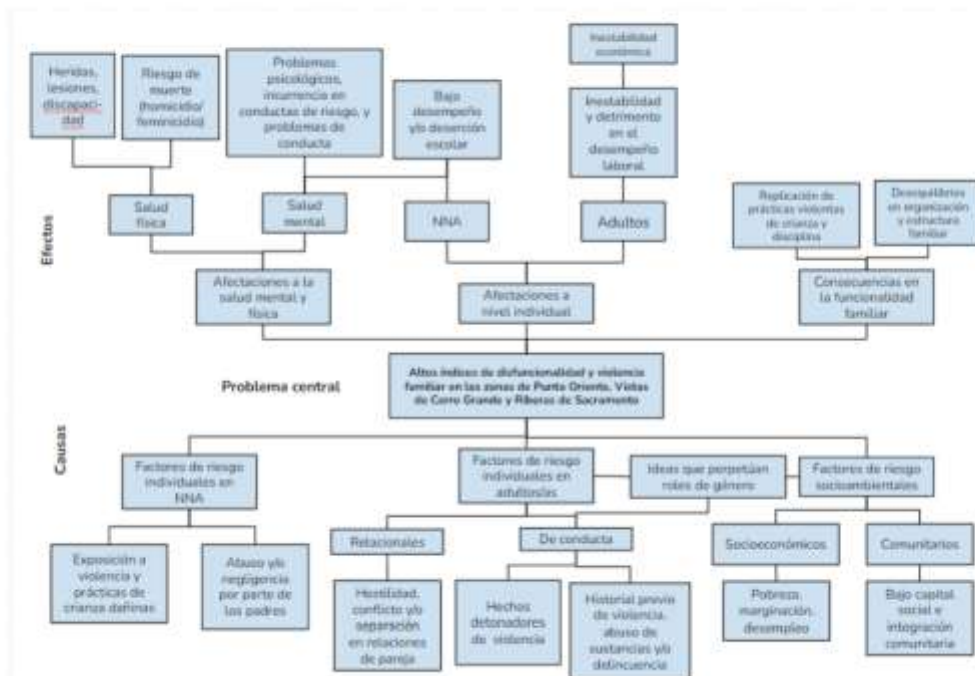 Inestabilidad
económica
Heridas,
lesiones,
discapaci-
dad
Riesgo de
muerte
(homicidio/
feminicidio)
Problemas
psicológicos,
incurrencia en
conductas de
riesgo, y
problemas de
conducta
Bajo
desempeño
y/o deserción
escolar
Inestabilidad
y detrimento
en el
desempeño
laboral
Salud
física
Salud
mental
NNA
Adultos
Replicación de
prácticas violentas
de crianza y
disciplina
Desequilibrios
en organización
y estructura
familiar
Efectos
Afectaciones a la
salud mental y
física
Afectaciones a
nivel individual
Consecuencias en
la funcionalidad
familiar
Problema central
Altos índices de disfuncionalidad y violencia
familiar en las zonas de Punta Oriente, Vistas
de Cerro Grande y Riberas de Sacramento
Causas
Factores de riesgo
individuales en
NNA
Factores de riesgo
individuales en
adultos/as
Ideas que perpetúan
roles de género
Factores de riesgo
socioambientales
Exposición a
violencia y
prácticas de
crianza dañinas
Abuso y/o
negligencia
por parte de
los padres
Relacionales
De conducta
Socioeconómicos
Comunitarios
Hostilidad,
conflicto y/o
separación
en relaciones
de pareja
Hechos
detonadores
de violencia
Historial previo
de violencia,
abuso de
sustancias y/o
delincuencia
Pobreza,
marginación,
desempleo
Bajo capital
social e
integración
comunitaria